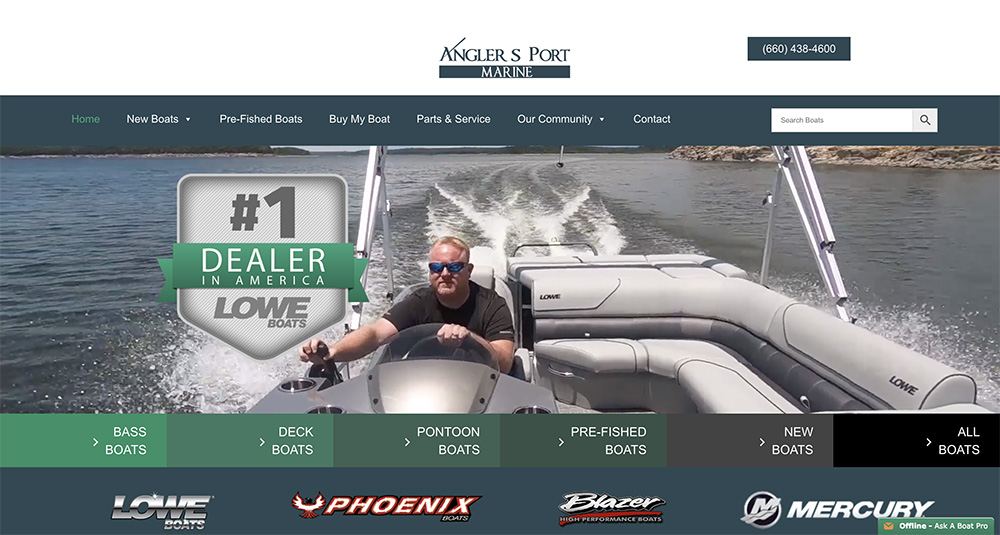 ANGLER S PORT
MARINE
(660) 438-4600
Home New Boats Pre-Fished Boats Buy My Boat Parts & Service Our Community Contact
Search Boats
#1
DEALER
IN AMERICA
LOWE
BOATS
LOWE
LOWE
BASS
BOATS
DECK
BOATS
PONTOON
BOATS
PRE-FISHED
BOATS
NEW
BOATS
ALL
BOATS
LOWE
BOATS
PHOENIX
BOATS
Blazer
HIGH PERFORMANCE BOATS
MERCURY
Offline - Ask A Boat Pro